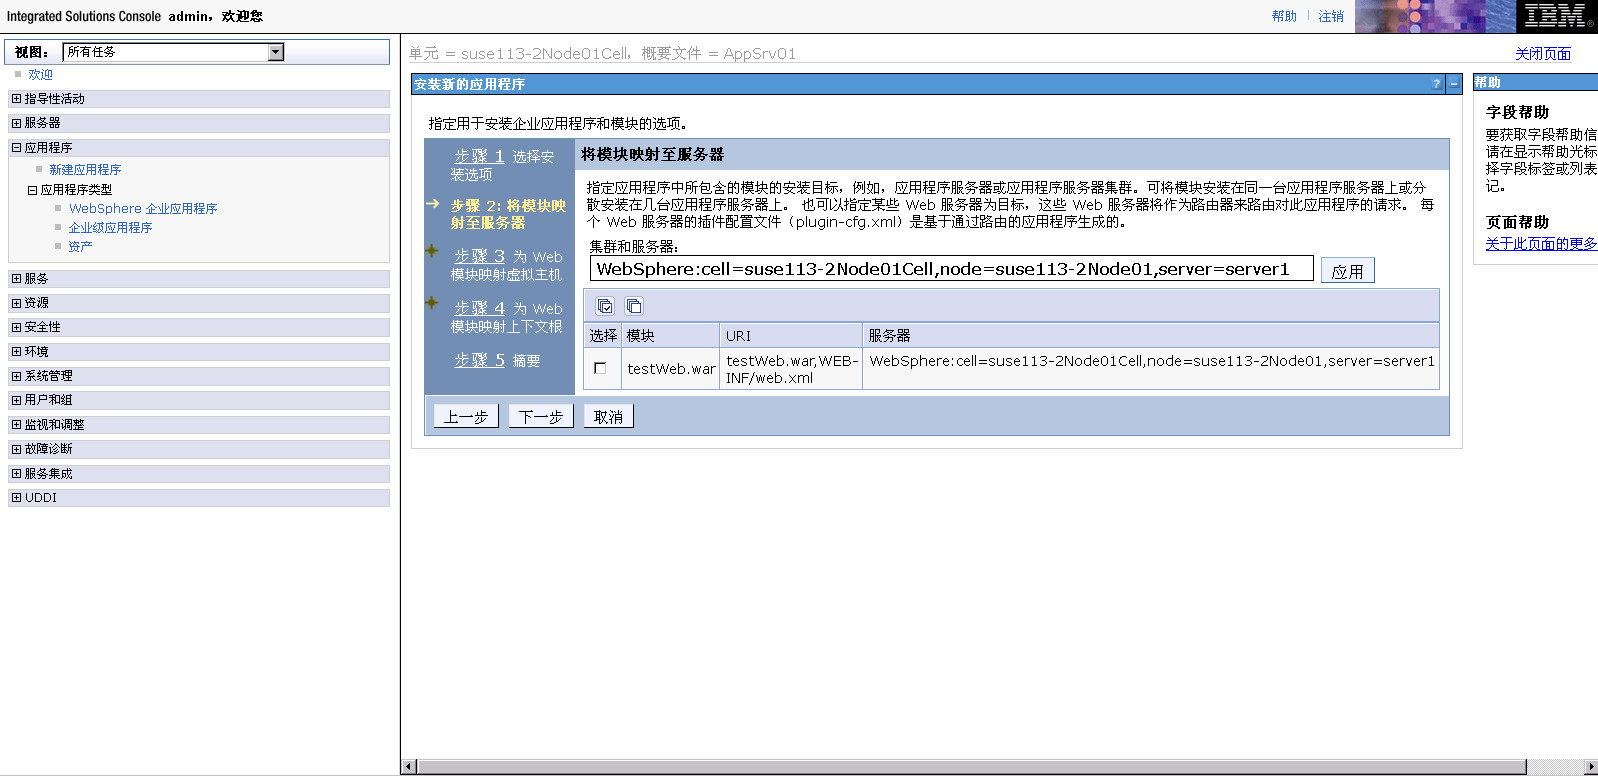 Integrated Solutions Console admin，欢迎您
帮助 注销
IBM®
视图： 所有任务
欢迎
指导性活动
服务器
应用程序
新建应用程序
应用程序类型
WebSphere 企业应用程序
企业级应用程序
资产
服务
资源
安全性
环境
系统管理
用户和组
监视和调整
故障诊断
服务集成
UDDI
单元 = suse113-2Node01Cell，概要文件 = AppSrv01
关闭页面
安装新的应用程序
? –
指定用于安装企业应用程序和模块的选项。
步骤 1 选择安
装选项
步骤 2: 将模块映
射至服务器
步骤 3 为 Web
模块映射虚拟主机
步骤 4 为 Web
模块映射上下文根
步骤 5 摘要
将模块映射至服务器
指定应用程序中所包含的模块的安装目标，例如，应用程序服务器或应用程序服务器集群。可将模块安装在同一台应用程序服务器上或分
散安装在几台应用程序服务器上。 也可以指定某些 Web 服务器为目标，这些 Web 服务器将作为路由器来路由对此应用程序的请求。 每
个 Web 服务器的插件配置文件（plugin-cfg.xml）是基于通过路由的应用程序生成的。
集群和服务器：
WebSphere:cell=suse113-2Node01Cell,node=suse113-2Node01,server=server1
应用
选择 模块 URI 服务器
testWeb.war
testWeb.war,WEB-
INF/web.xml
WebSphere:cell=suse113-2Node01Cell,node=suse113-2Node01,server=server1
上一步 下一步 取消
帮助
字段帮助
要获取字段帮助信
请在显示帮助光标
择字段标签或列表
记。
页面帮助
关于此页面的更多